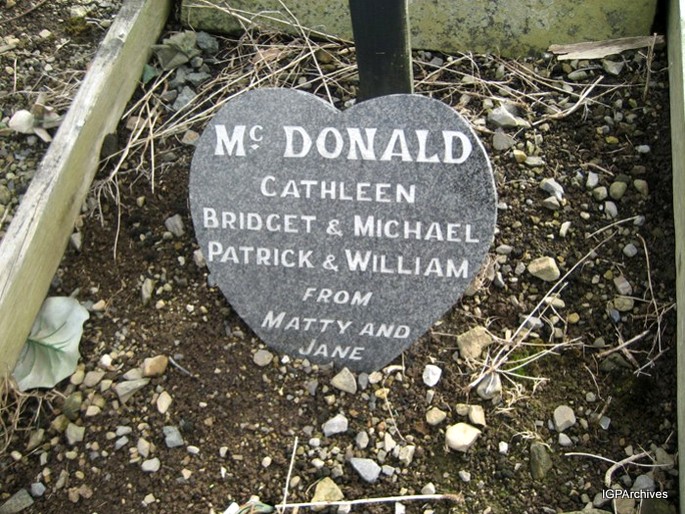 Mc. DONALD
CATHLEEN
BRIDGET & MICHAEL
PATRICK & WILLIAM
FROM
MATTY AND
JANE
IGPArchives